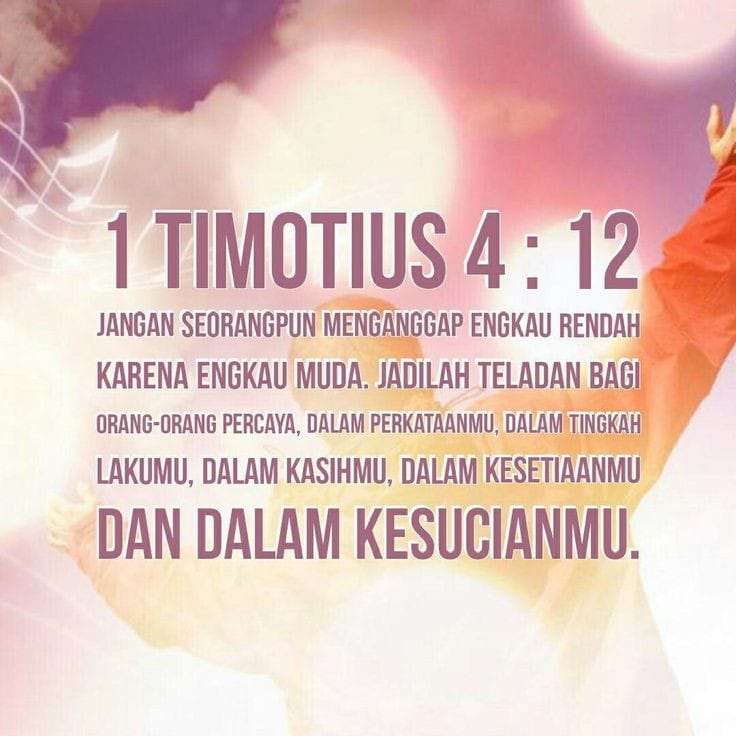 1 TIMOTIUS 4 : 12
JANGAN SEORANGPUN MENGANGGAP ENGKAU RENDAH
KARENA ENGKAU MUDA. JADILAH TELADAN BAGI
ORANG-ORANG PERCAYA, DALAM PERKATAANMU, DALAM TINGKAH
LAKUMU, DALAM KASIHMU, DALAM KESETIAANMU
DAN DALAM KESUCIANMU.